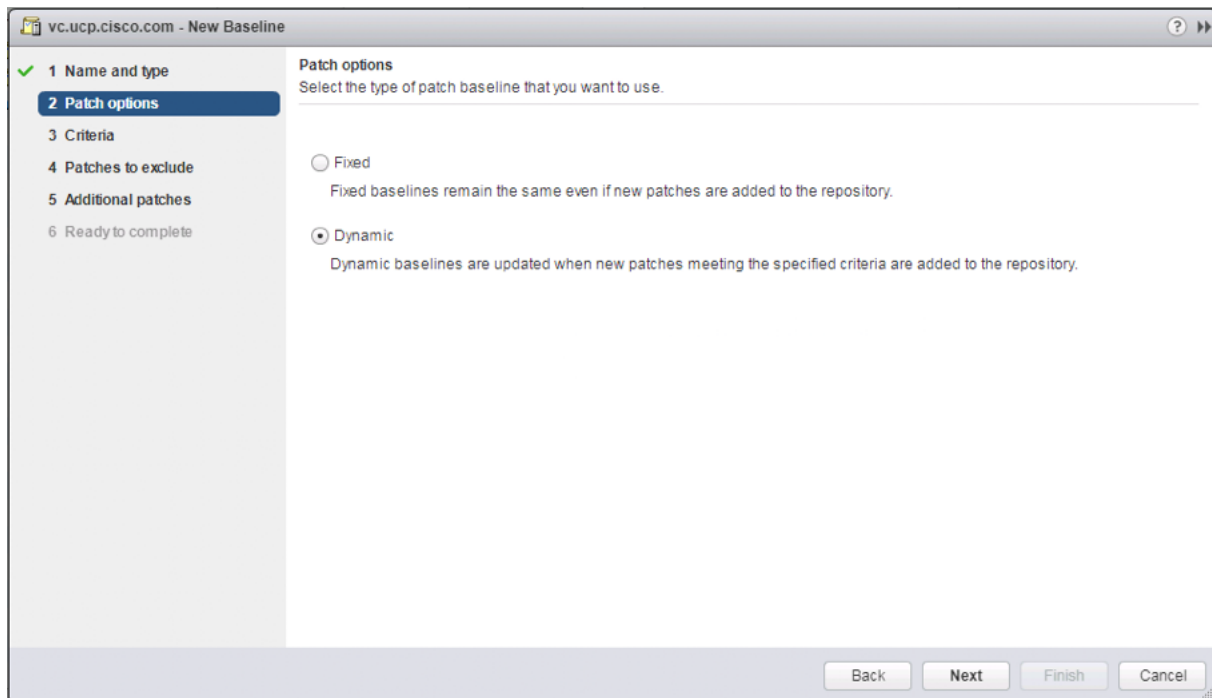 vc.ucp.cisco.com - New Baseline
?
1 Name and type
2 Patch options
3 Criteria
4 Patches to exclude
5 Additional patches
6 Ready to complete
Patch options
Select the type of patch baseline that you want to use.
Fixed
Fixed baselines remain the same even if new patches are added to the repository.
Dynamic
Dynamic baselines are updated when new patches meeting the specified criteria are added to the repository.
Back Next Finish Cancel